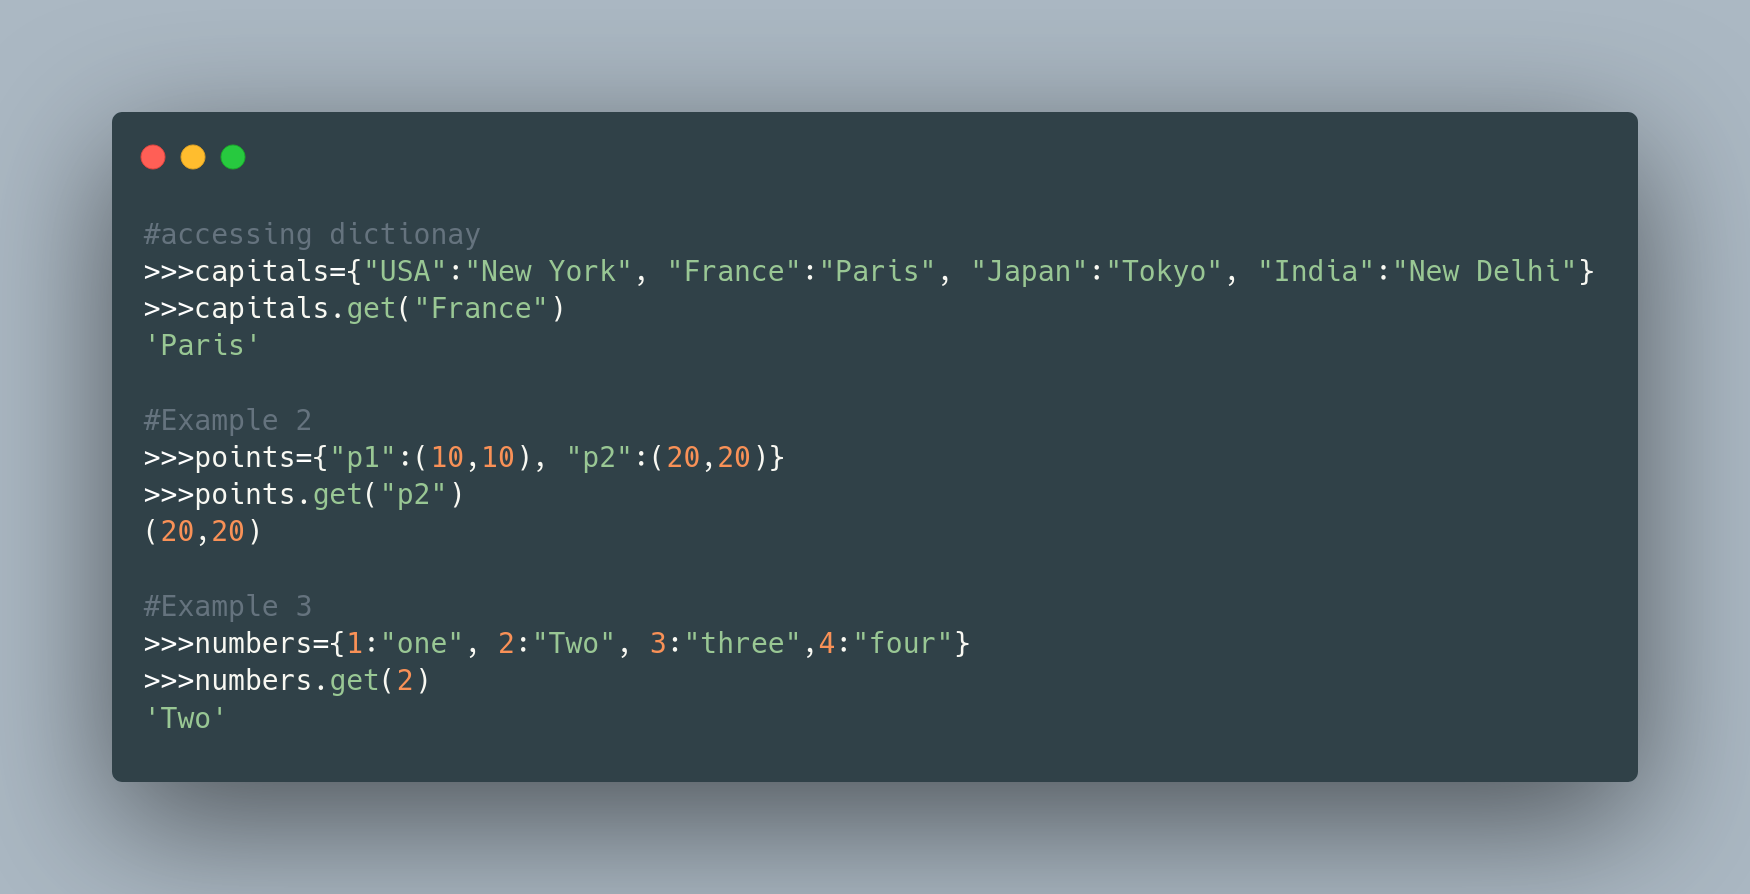 #accessing dictionay
>>>capitals={"USA":"New York", "France":"Paris", "Japan":"Tokyo", "India":"New Delhi"}
>>>capitals.get("France")
'Paris'
#Example 2
>>>points={"p1":(10,10), "p2":(20,20)}
>>>points.get("p2")
(20,20)
#Example 3
>>>numbers={1:"one", 2:"Two", 3:"three",4:"four"}
>>>numbers.get(2)
'Two'